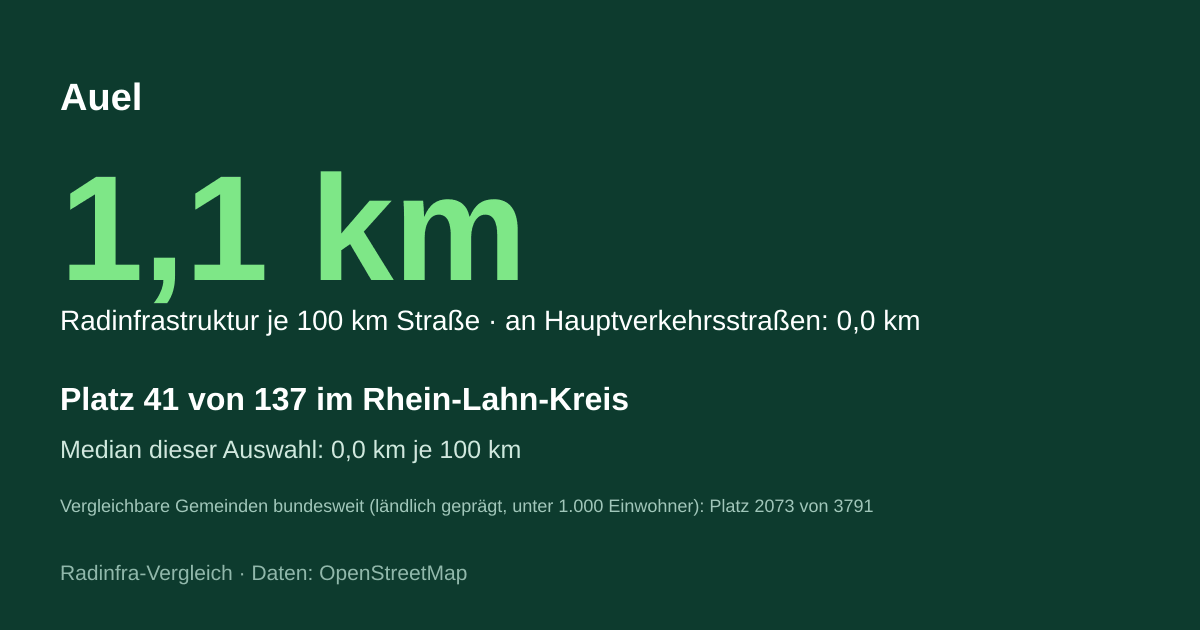 Auel
1,1 km
Radinfrastruktur je 100 km Straße · an Hauptverkehrsstraßen: 0,0 km
Platz 41 von 137 im Rhein-Lahn-Kreis
Median dieser Auswahl: 0,0 km je 100 km
Vergleichbare Gemeinden bundesweit (ländlich geprägt, unter 1.000 Einwohner): Platz 2073 von 3791
Radinfra-Vergleich · Daten: OpenStreetMap